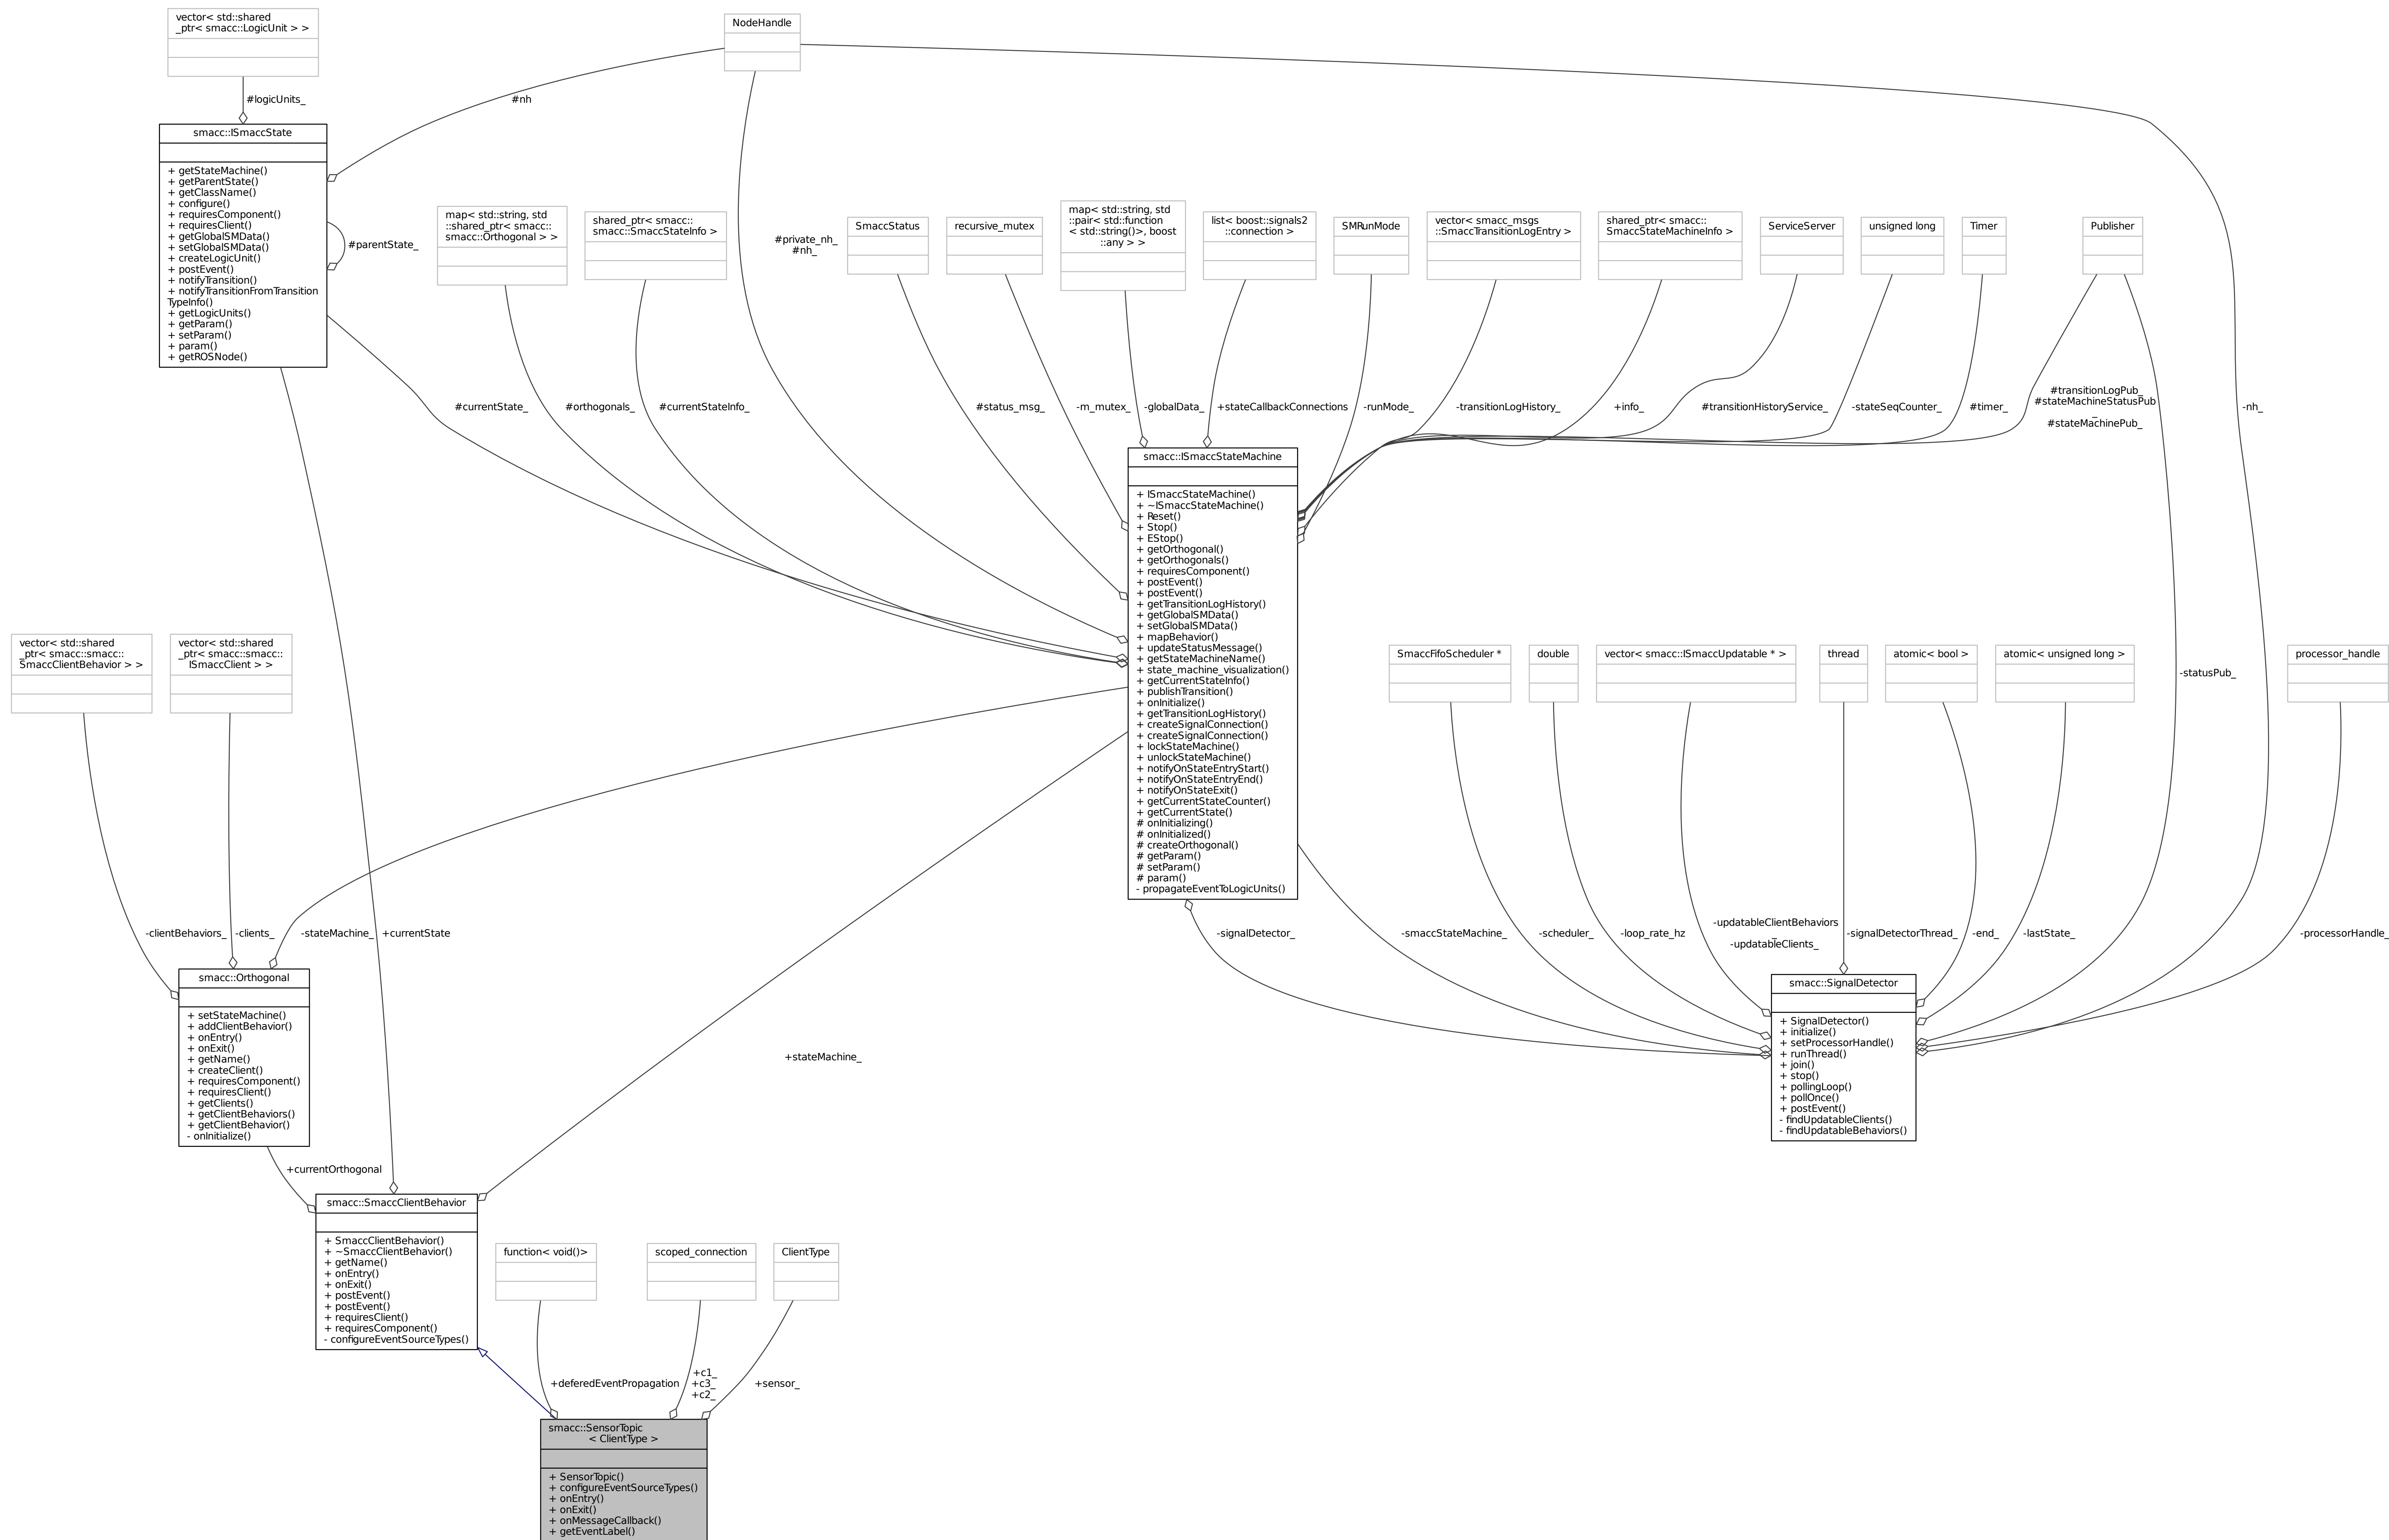 vector< std::shared
_ptr< smacc::LogicUnit > >
NodeHandle
#logicUnits_
#nh
smacc::ISmaccState
+ getStateMachine()
+ getParentState()
+ getClassName()
+ configure()
+ requiresComponent()
+ requiresClient()
+ getGlobalSMData()
+ setGlobalSMData()
+ createLogicUnit()
+ postEvent()
+ notifyTransition()
+ notifyTransitionFromTransition
TypeInfo()
+ getLogicUnits()
+ getParam()
+ setParam()
+ param()
+ getROSNode()
#parentState_
map< std::string, std
::shared_ptr< smacc::
smacc::Orthogonal > >
shared_ptr< smacc::
smacc::SmaccStateInfo >
#private_nh_
#nh_
SmaccStatus
recursive_mutex
map< std::string, std
::pair< std::function
< std::string()>, boost
::any > >
list< boost::signals2
::connection >
SMRunMode
vector< smacc_msgs
::SmaccTransitionLogEntry >
shared_ptr< smacc::
SmaccStateMachineInfo >
ServiceServer
unsigned long
Timer
Publisher
#currentState_
#orthogonals_
#currentStateInfo_
#status_msg_
-m_mutex_
-globalData_
+stateCallbackConnections
-runMode_
-transitionLogHistory_
+info_
#transitionHistoryService_
-stateSeqCounter_
#timer_
#transitionLogPub_
#stateMachineStatusPub
_
#stateMachinePub_
-nh_
smacc::ISmaccStateMachine
+ ISmaccStateMachine()
+ ~ISmaccStateMachine()
+ Reset()
+ Stop()
+ EStop()
+ getOrthogonal()
+ getOrthogonals()
+ requiresComponent()
+ postEvent()
+ postEvent()
+ getTransitionLogHistory()
+ getGlobalSMData()
+ setGlobalSMData()
+ mapBehavior()
+ updateStatusMessage()
+ getStateMachineName()
+ state_machine_visualization()
+ getCurrentStateInfo()
+ publishTransition()
+ onInitialize()
+ getTransitionLogHistory()
+ createSignalConnection()
+ createSignalConnection()
+ lockStateMachine()
+ unlockStateMachine()
+ notifyOnStateEntryStart()
+ notifyOnStateEntryEnd()
+ notifyOnStateExit()
+ getCurrentStateCounter()
+ getCurrentState()
# onInitializing()
# onInitialized()
# createOrthogonal()
# getParam()
# setParam()
# param()
- propagateEventToLogicUnits()
vector< std::shared
_ptr< smacc::smacc::
SmaccClientBehavior > >
vector< std::shared
_ptr< smacc::smacc::
ISmaccClient > >
SmaccFifoScheduler *
double
vector< smacc::ISmaccUpdatable * >
thread
atomic< bool >
atomic< unsigned long >
-statusPub_
processor_handle
-clientBehaviors_
-clients_
-stateMachine_
+currentState
-signalDetector_
-smaccStateMachine_
-scheduler_
-loop_rate_hz
-updatableClientBehaviors
_
-updatableClients_
-signalDetectorThread_
-end_
-lastState_
-processorHandle_
smacc::Orthogonal
+ setStateMachine()
+ addClientBehavior()
+ onEntry()
+ onExit()
+ getName()
+ createClient()
+ requiresComponent()
+ requiresClient()
+ getClients()
+ getClientBehaviors()
+ getClientBehavior()
- onInitialize()
smacc::SignalDetector
+ SignalDetector()
+ initialize()
+ setProcessorHandle()
+ runThread()
+ join()
+ stop()
+ pollingLoop()
+ pollOnce()
+ postEvent()
- findUpdatableClients()
- findUpdatableBehaviors()
+stateMachine_
+currentOrthogonal
smacc::SmaccClientBehavior
+ SmaccClientBehavior()
+ ~SmaccClientBehavior()
+ getName()
+ onEntry()
+ onExit()
+ postEvent()
+ postEvent()
+ requiresClient()
+ requiresComponent()
- configureEventSourceTypes()
function< void()>
scoped_connection
ClientType
+deferedEventPropagation
+c1_
+c3_
+c2_
+sensor_
smacc::SensorTopic
< ClientType >
+ SensorTopic()
+ configureEventSourceTypes()
+ onEntry()
+ onExit()
+ onMessageCallback()
+ getEventLabel()